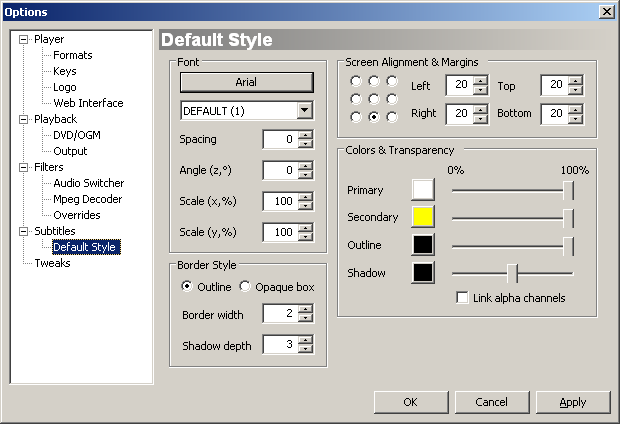 Options
Player
Formats
Keys
Logo
Web Interface
Playback
DVD/OGM
Output
Filters
Audio Switcher
Mpeg Decoder
Overrides
Subtitles
Default Style
Tweaks
Default Style
Font
Arial
DEFAULT (1)
Spacing 0
Angle (z,°) 0
Scale (x,%) 100
Scale (y,%) 100
Border Style
Outline Opaque box
Border width 2
Shadow depth 3
Screen Alignment & Margins
Left 20 Top 20
Right 20 Bottom 20
Colors & Transparency
0% 100%
Primary
Secondary
Outline
Shadow
Link alpha channels
OK Cancel Apply